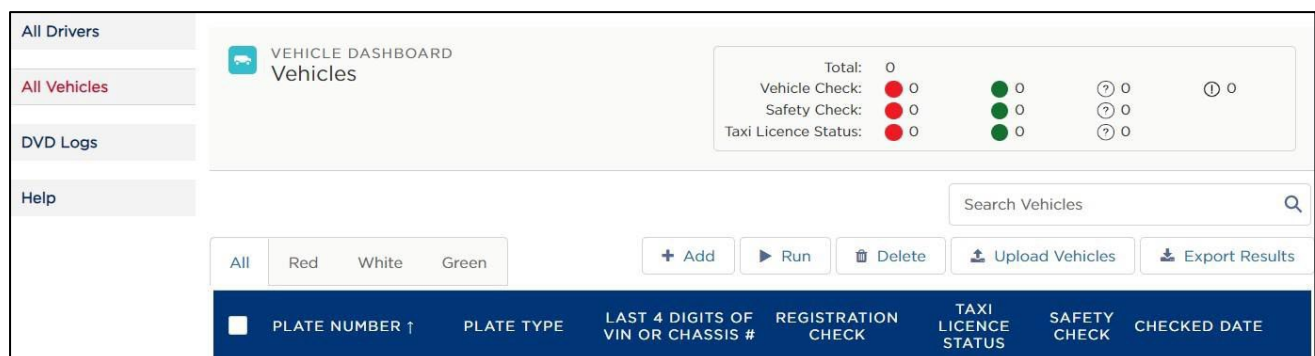 All Drivers
All Vehicles
DVD Logs
Help
VEHICLE DASHBOARD
Vehicles
Total: 0
Vehicle Check: 0 0 ? 0 ! 0
Safety Check: 0 0 ? 0
Taxi Licence Status: 0 0 ? 0
Search Vehicles
All Red White Green
+ Add Run Delete Upload Vehicles Export Results
PLATE NUMBER ↑ PLATE TYPE LAST 4 DIGITS OF VIN OR CHASSIS # REGISTRATION CHECK TAXI LICENCE STATUS SAFETY CHECK CHECKED DATE